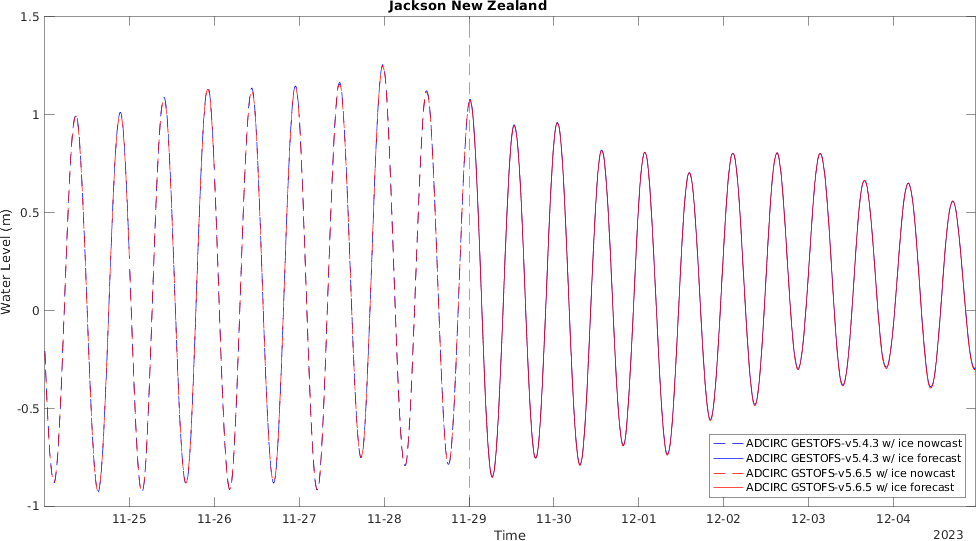 Jackson New Zealand
1.5
1
0.5
0
-0.5
-1
Water Level (m)
11-25
11-26
11-27
11-28
11-29
11-30
12-01
12-02
12-03
12-04
Time
2023
ADCIRC GESTOFS-v5.4.3 w/ ice nowcast
ADCIRC GESTOFS-v5.4.3 w/ ice forecast
ADCIRC GSTOFS-v5.6.5 w/ ice nowcast
ADCIRC GSTOFS-v5.6.5 w/ ice forecast